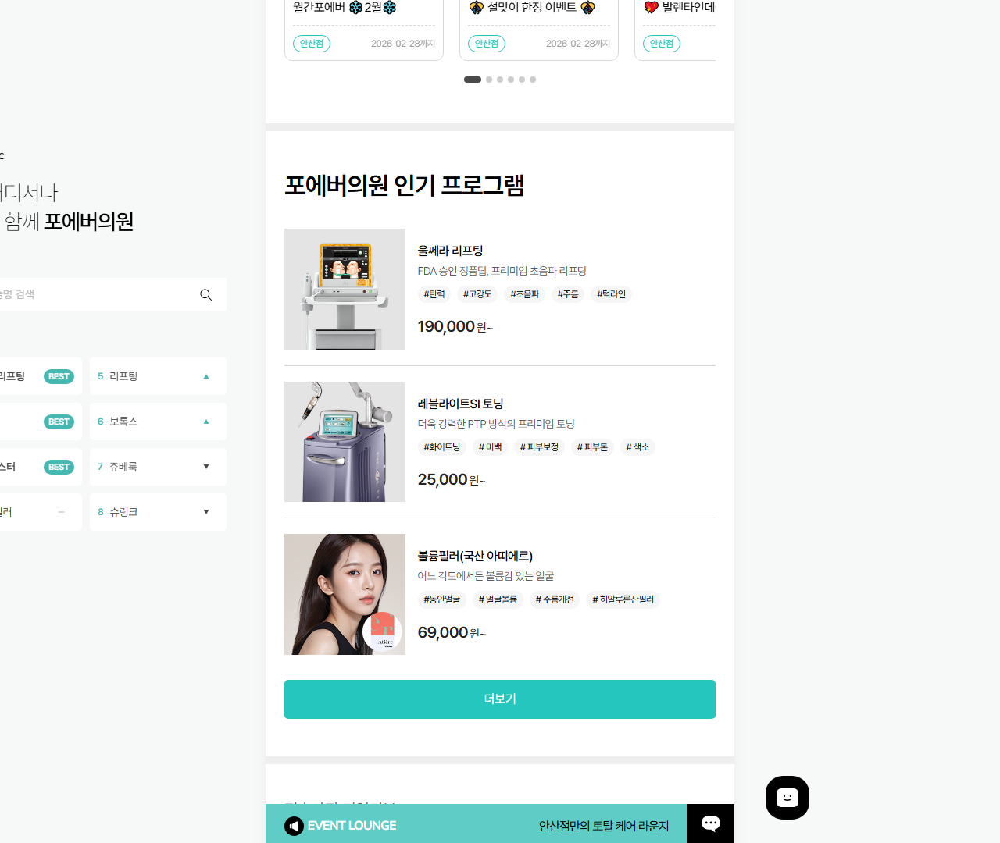 월간포에버 2월
안산점
2026-02-28까지
설맞이 한정 이벤트
안산점
2026-02-28까지
발렌타인데
안산점
디서나
함께 포에버의원
술명 검색
리프팅 BEST
BEST
스터 BEST
필러 –
5 리프팅 ▲
6 보톡스 ▲
7 쥬베룩 ▼
8 슈링크 ▼
포에버의원 인기 프로그램
울쎄라 리프팅
FDA 승인 정품팁, 프리미엄 초음파 리프팅
#탄력 #고강도 #초음파 #주름 #턱라인
190,000 원~
레블라이트SI 토닝
더욱 강력한 PTP 방식의 프리미엄 토닝
#화이트닝 # 미백 # 피부보정 # 피부톤 # 색소
25,000 원~
볼륨필러(국산 아띠에르)
어느 각도에서든 볼륨감 있는 얼굴
#동안얼굴 # 얼굴볼륨 # 주름개선 # 히알루론산필러
69,000 원~
Atière
더보기
EVENT LOUNGE
안산점만의 토탈 케어 라운지